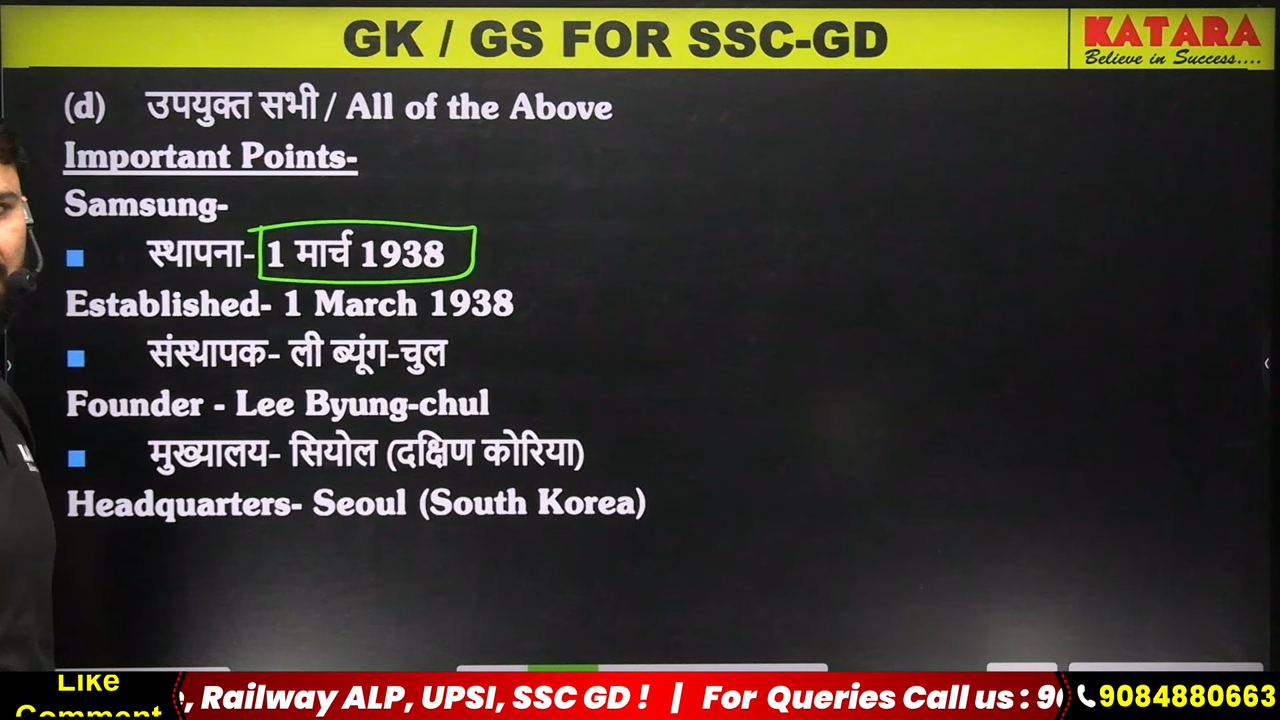 GK / GS FOR SSC-GD
KATARA
Believe in Success....
(d) उपयुक्त सभी / All of the Above
Important Points-
Samsung-
स्थापना- 1 मार्च 1938
Established- 1 March 1938
संस्थापक- ली ब्यूंग-चुल
Founder - Lee Byung-chul
मुख्यालय- सियोल (दक्षिण कोरिया)
Headquarters- Seoul (South Korea)
Like
Comment
, Railway ALP, UPSI, SSC GD ! | For Queries Call us : 9
9084880663